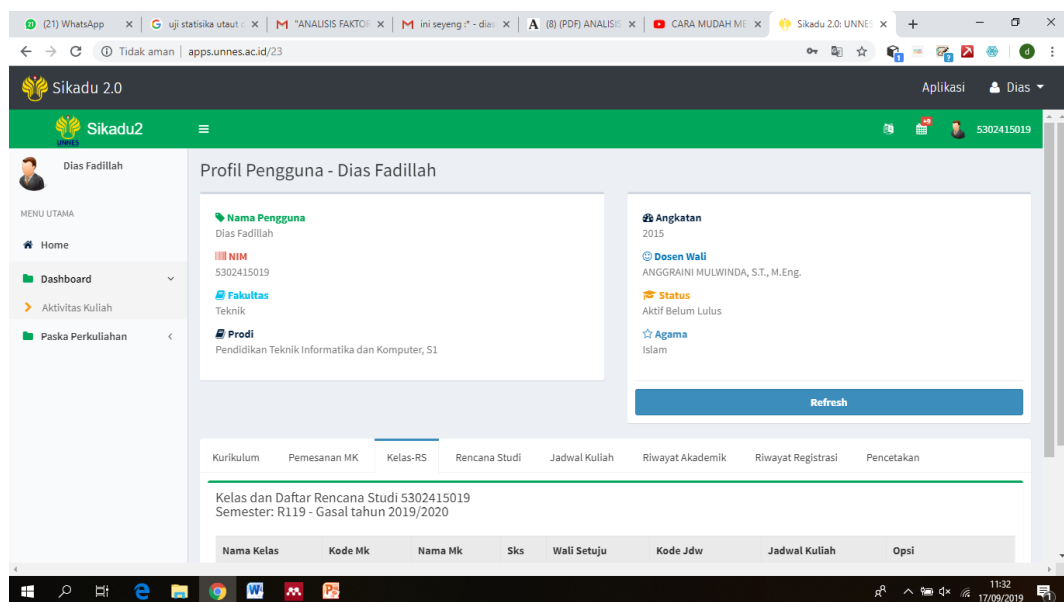 (21) WhatsApp
uji statisika utaut
"ANALISIS FAKTOR
ini seyeng :* - dias
(8) (PDF) ANALISIS
CARA MUDAH ME
Sikadu 2.0: UNNES
Tidak aman | apps.unnes.ac.id/23
Sikadu 2.0
Aplikasi
Dias
UNNES
Sikadu2
+9
5302415019
Dias Fadillah
MENU UTAMA
Home
Dashboard
Aktivitas Kuliah
Paska Perkuliahan
Profil Pengguna - Dias Fadillah
Nama Pengguna
Dias Fadillah
NIM
5302415019
Fakultas
Teknik
Prodi
Pendidikan Teknik Informatika dan Komputer, S1
Angkatan
2015
Dosen Wali
ANGGRAINI MULWINDA, S.T., M.Eng.
Status
Aktif Belum Lulus
Agama
Islam
Refresh
Kurikulum Pemesanan MK Kelas-RS Rencana Studi Jadwal Kuliah Riwayat Akademik Riwayat Registrasi Pencetakan
Kelas dan Daftar Rencana Studi 5302415019
Semester: R119 - Gasal tahun 2019/2020
Nama Kelas Kode Mk Nama Mk Sks Wali Setuju Kode Jdw Jadwal Kuliah Opsi
11:32
17/09/2019